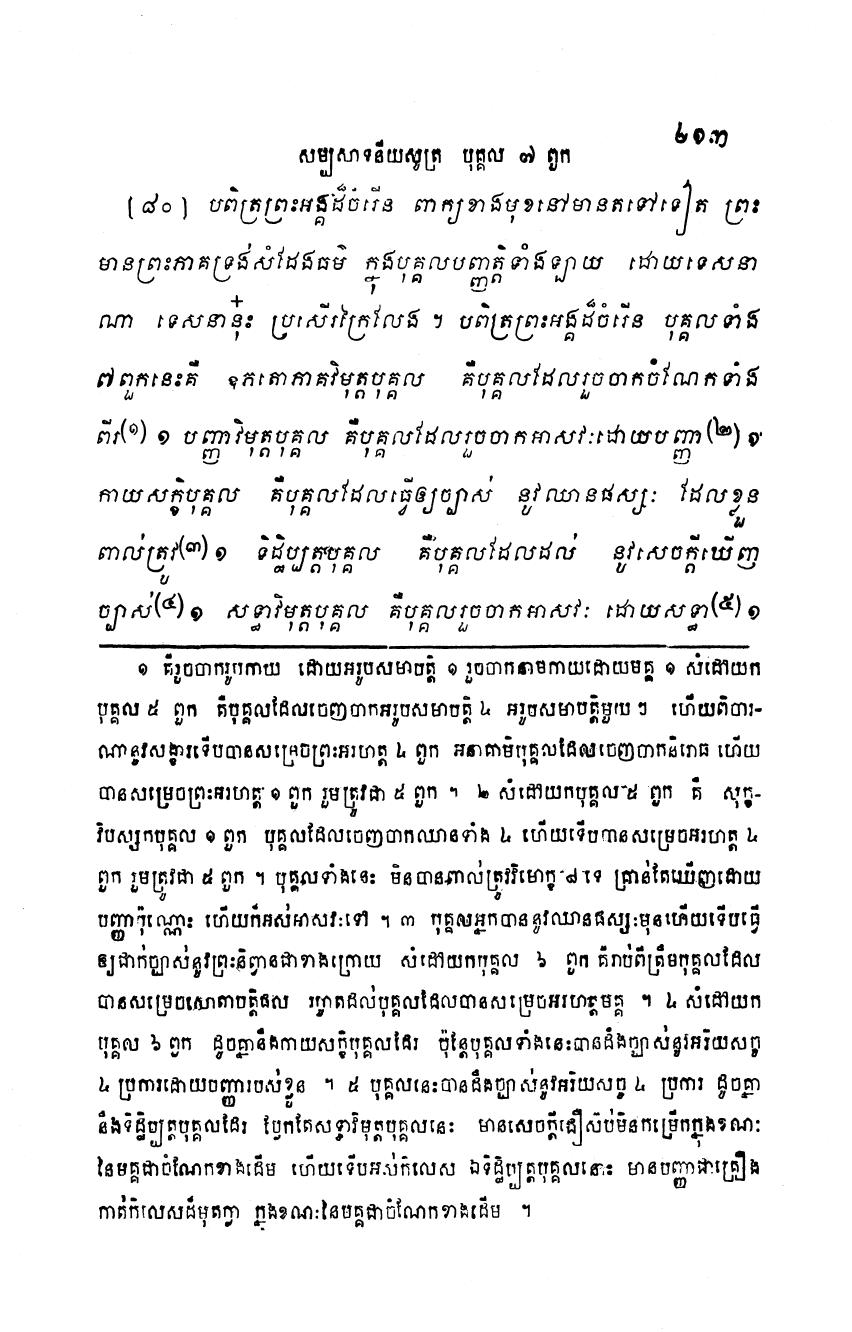 ២១៣
សម្បសាទនីយសូត្រ បុគ្គល ៧ ពួក
[៨០] បពិត្រព្រះអង្គដ៏ចំរើន ពាក្យខាងមុខនៅមានតទៅទៀត ព្រះ
មានព្រះភាគទ្រង់សំដែងធម៌ ក្នុងបុគ្គលបញ្ញត្តិទាំងឡាយ ដោយទេសនា
ណា ទេសនានុ៎ះ ប្រសើរក្រៃលែង ។ បពិត្រព្រះអង្គដ៏ចំរើន បុគ្គលទាំង
៧ពួកនេះគឺ ឧភតោភាគវិមុត្តបុគ្គល គឺបុគ្គលដែលរួចចាកចំណែកទាំង
ពីរ(១) ១ បញ្ញាវិមុត្តបុគ្គល គឺបុគ្គលដែលរួចចាកអាសវៈដោយបញ្ញា(២) ១
កាយសក្ខិបុគ្គល គឺបុគ្គលដែលធ្វើឲ្យច្បាស់ នូវឈានផស្សៈ ដែលខ្លួន
ពាល់ត្រូវ(៣) ១ ទិដ្ឋិប្បត្តបុគ្គល គឺបុគ្គលដែលដល់ នូវសេចក្តីឃើញ
ច្បាស់(៤) ១ សទ្ធាវិមុត្តបុគ្គល គឺបុគ្គលរួចចាកអាសវៈ ដោយសទ្ធា(៥) ១
១ គឺរួចចាករូបកាយ ដោយអរូបសមាបត្តិ ១ រួចចាកនាមកាយដោយមគ្គ ១ សំដៅយក
បុគ្គល ៥ ពួក គឺបុគ្គលដែលចេញចាកអរូបសមាបត្តិ ៤ អរូបសមាបត្តិមួយៗ ហើយពិចារ-
ណានូវសង្ខារទើបបានសម្រេចព្រះអរហត្ត ៤ ពួក អនាគាមិបុគ្គលដែលចេញចាកនិរោធ ហើយ
បានសម្រេចព្រះអរហត្ត ១ ពួក រួមត្រូវជា ៥ ពួក ។ ២ សំដៅយកបុគ្គល ៥ ពួក គឺ សុក្ខ-
វិបស្សកបុគ្គល ១ ពួក បុគ្គលដែលចេញចាកឈានទាំង ៤ ហើយទើបបានសម្រេចអរហត្ត ៤
ពួក រួមត្រូវជា ៥ ពួក ។ បុគ្គលទាំងនេះ មិនបានពាល់ត្រូវវិមោក្ខ ៨ ទេ គ្រាន់តែឃើញដោយ
បញ្ញាប៉ុណ្ណោះ ហើយក៏អស់អាសវៈទៅ ។ ៣ បុគ្គលអ្នកបាននូវឈានផស្សៈមុនហើយទើបធ្វើ
ឲ្យជាក់ច្បាស់នូវព្រះនិព្វានជាខាងក្រោយ សំដៅយកបុគ្គល ៦ ពួក គឺរាប់ពីត្រឹមបុគ្គលដែល
បានសម្រេចសោតាបត្តិផល រហូតដល់បុគ្គលដែលបានសម្រេចអរហត្តមគ្គ ។ ៤ សំដៅយក
បុគ្គល ៦ ពួក ដូចគ្នានឹងកាយសក្ខិបុគ្គលដែរ ប៉ុន្តែបុគ្គលទាំងនេះបានដឹងច្បាស់នូវអរិយសច្ច
៤ ប្រការដោយបញ្ញារបស់ខ្លួន ។ ៥ បុគ្គលនេះបានដឹងច្បាស់នូវអរិយសច្ច ៤ ប្រការ ដូចគ្នា
នឹងទិដ្ឋិប្បត្តបុគ្គលដែរ ប្លែកតែសទ្ធាវិមុត្តបុគ្គលនេះ មានសេចក្តីជឿស៊ប់មិនកម្រើកក្នុងខណៈ
នៃមគ្គជាចំណែកខាងដើម ហើយទើបអស់កិលេស ឯទិដ្ឋិប្បត្តបុគ្គលនោះ មានបញ្ញាជាគ្រឿង
កាត់កិលេសដ៏មុតក្លា ក្នុងខណៈនៃមគ្គជាចំណែកខាងដើម ។